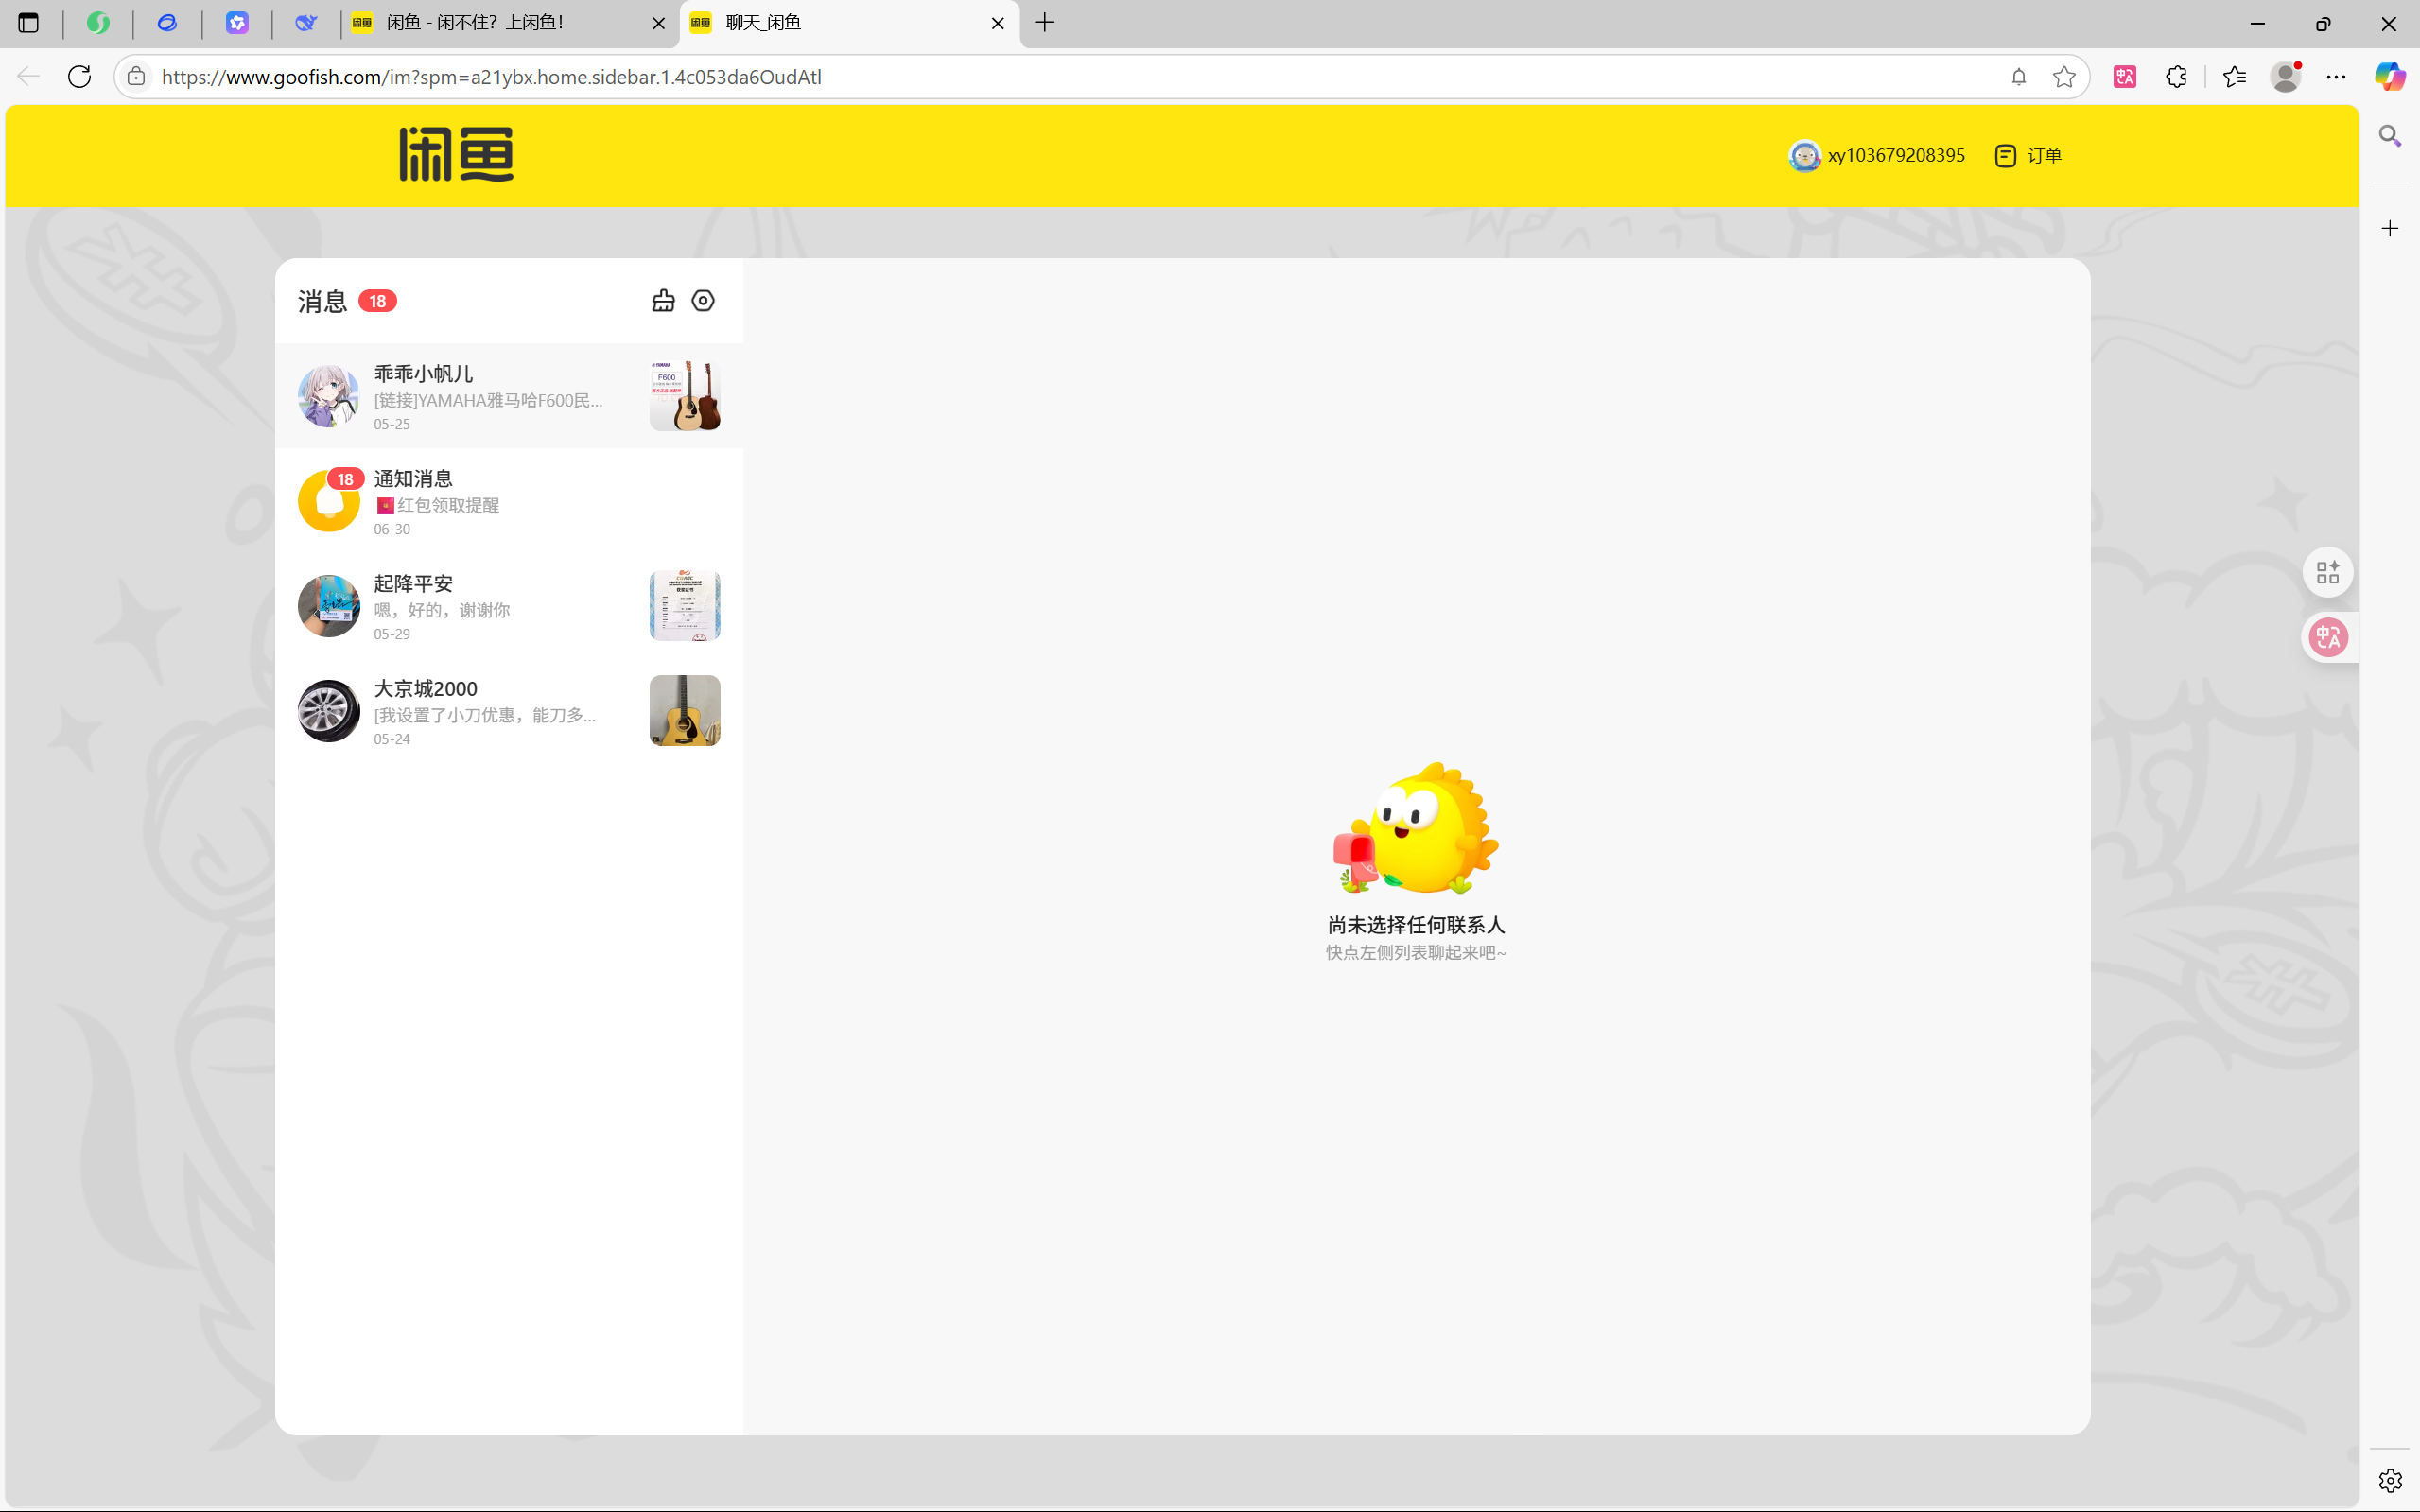 闲鱼 - 闲不住？上闲鱼！
聊天_闲鱼
https://www.goofish.com/im?spm=a21ybx.home.sidebar.1.4c053da6OudAtl
闲鱼
xy103679208395
订单
消息 18
乖乖小帆儿
[链接]YAMAHA雅马哈F600民...
05-25
YAMAHA
F600
18
通知消息
红包领取提醒
06-30
起降平安
嗯，好的，谢谢你
05-29
大京城2000
[我设置了小刀优惠，能刀多...
05-24
尚未选择任何联系人
快点左侧列表聊起来吧~